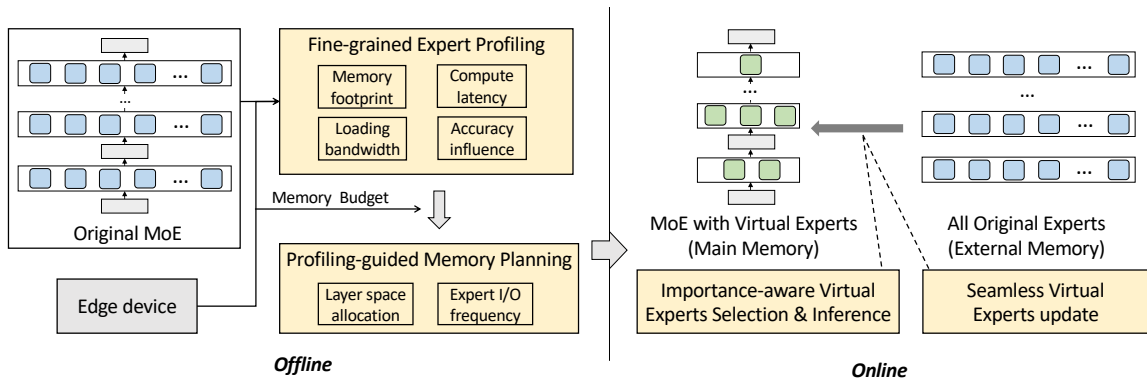 Fine-grained Expert Profiling
Memory
footprint
Compute
latency
Loading
bandwidth
Accuracy
influence
...
...
...
...
Original MoE
Memory Budget
Profiling-guided Memory Planning
Layer space
allocation
Expert I/O
frequency
Edge device
Offline
...
MoE with Virtual Experts
(Main Memory)
...
...
...
...
All Original Experts
(External Memory)
Importance-aware Virtual
Experts Selection & Inference
Seamless Virtual
Experts update
Online